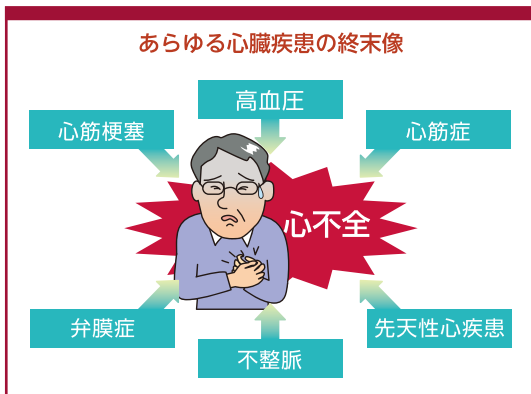 あらゆる心臓疾患の終末像
高血圧
心筋梗塞
心筋症
心不全
弁膜症
先天性心疾患
不整脈